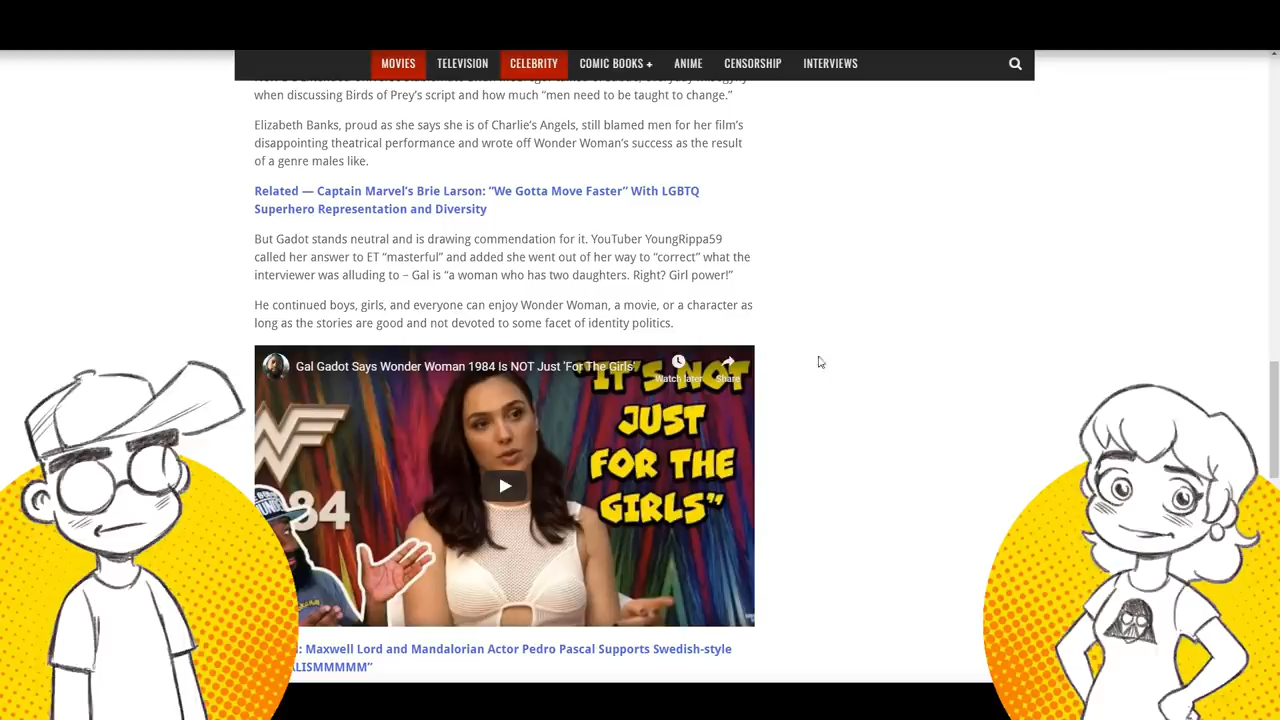 MOVIES TELEVISION CELEBRITY COMIC BOOKS + ANIME CENSORSHIP INTERVIEWS
when discussing Birds of Prey's script and how much “men need to be taught to change.”
Elizabeth Banks, proud as she says she is of Charlie's Angels, still blamed men for her film's
disappointing theatrical performance and wrote off Wonder Woman's success as the result
of a genre males like.
Related — Captain Marvel's Brie Larson: “We Gotta Move Faster” With LGBTQ
Superhero Representation and Diversity
But Gadot stands neutral and is drawing commendation for it. YouTuber YoungRippa59
called her answer to ET “masterful” and added she went out of her way to “correct” what the
interviewer was alluding to – Gal is “a woman who has two daughters. Right? Girl power!”
He continued boys, girls, and everyone can enjoy Wonder Woman, a movie, or a character as
long as the stories are good and not devoted to some facet of identity politics.
Gal Gadot Says Wonder Woman 1984 Is NOT Just 'For The Girls'
Watch later Share
"IT'S NOT
JUST
FOR THE
GIRLS"
84
: Maxwell Lord and Mandalorian Actor Pedro Pascal Supports Swedish-style
ALISMMMMM”